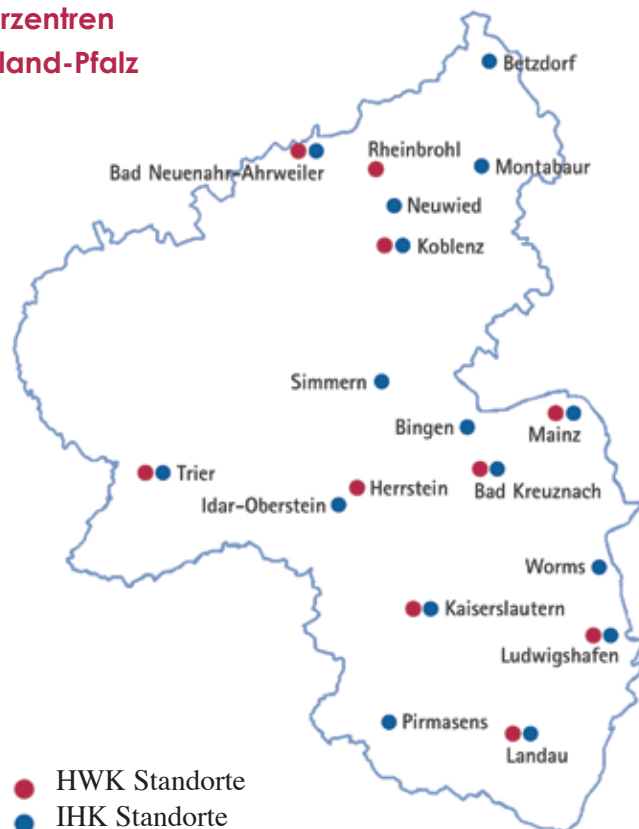 rzentren
land-Pfalz
Betzdorf
Rheinbrohl
Bad Neuenahr-Ahrweiler
Montabaur
Neuwied
Koblenz
Simmern
Bingen
Mainz
Trier
Herrstein
Bad Kreuznach
Idar-Oberstein
Worms
Kaiserslautern
Ludwigshafen
Pirmasens
Landau
HWK Standorte
IHK Standorte